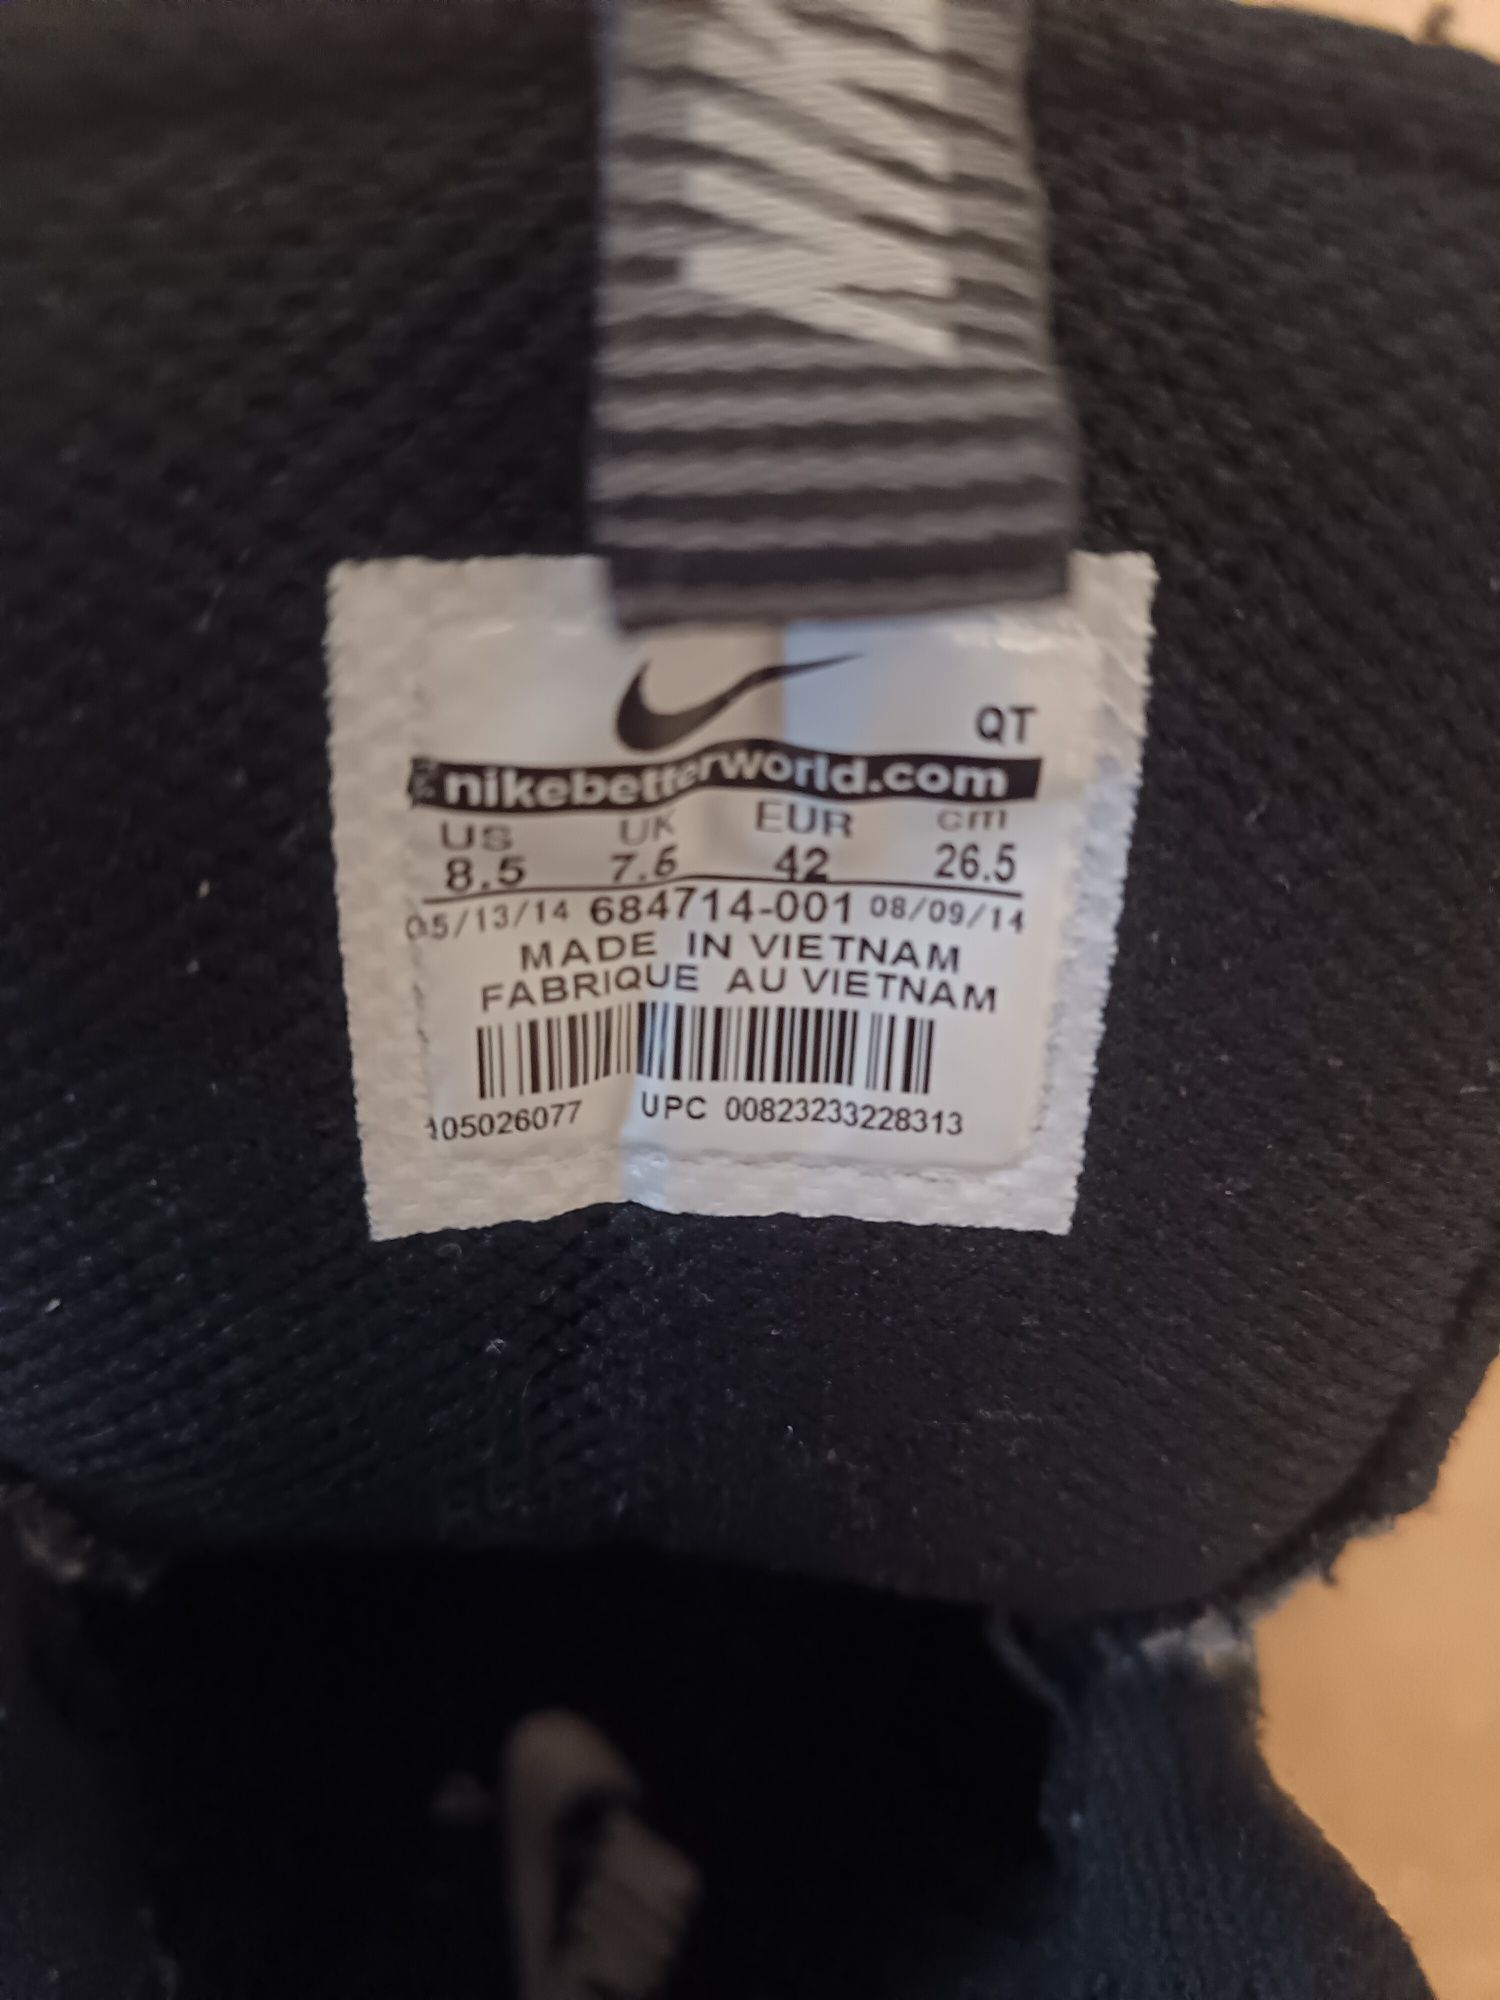 QT
nikebetterworld.com
US UK EUR cm
8.5 7.5 42 26.5
05/13/14 684714-001 08/09/14
MADE IN VIETNAM
FABRIQUE AU VIETNAM
105026077 UPC 00823233228313